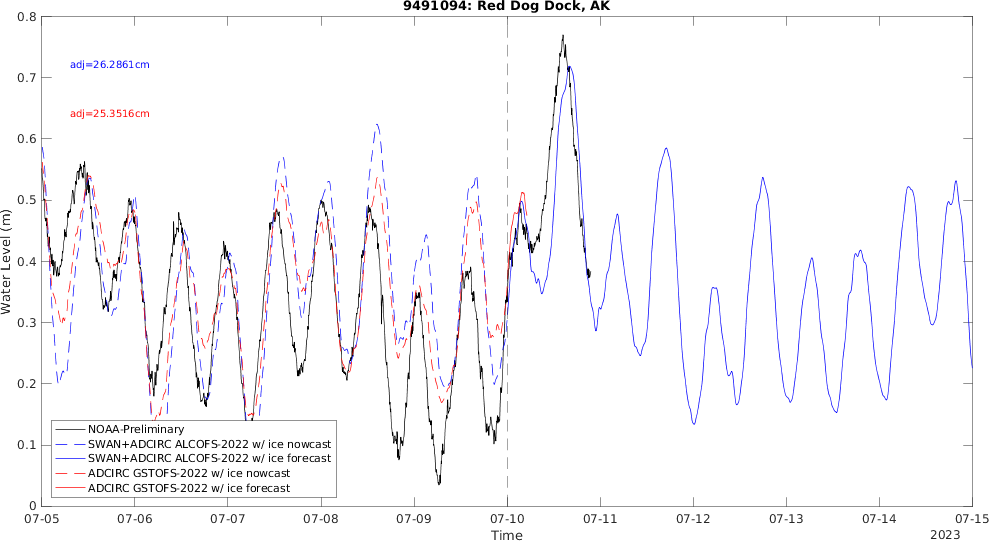 9491094: Red Dog Dock, AK
adj=26.2861cm
adj=25.3516cm
Water Level (m)
0.8
0.7
0.6
0.5
0.4
0.3
0.2
0.1
0
NOAA-Preliminary
SWAN+ADCIRC ALCOFS-2022 w/ ice nowcast
SWAN+ADCIRC ALCOFS-2022 w/ ice forecast
ADCIRC GSTOFS-2022 w/ ice nowcast
ADCIRC GSTOFS-2022 w/ ice forecast
07-05 07-06 07-07 07-08 07-09 07-10 07-11 07-12 07-13 07-14 07-15
Time
2023